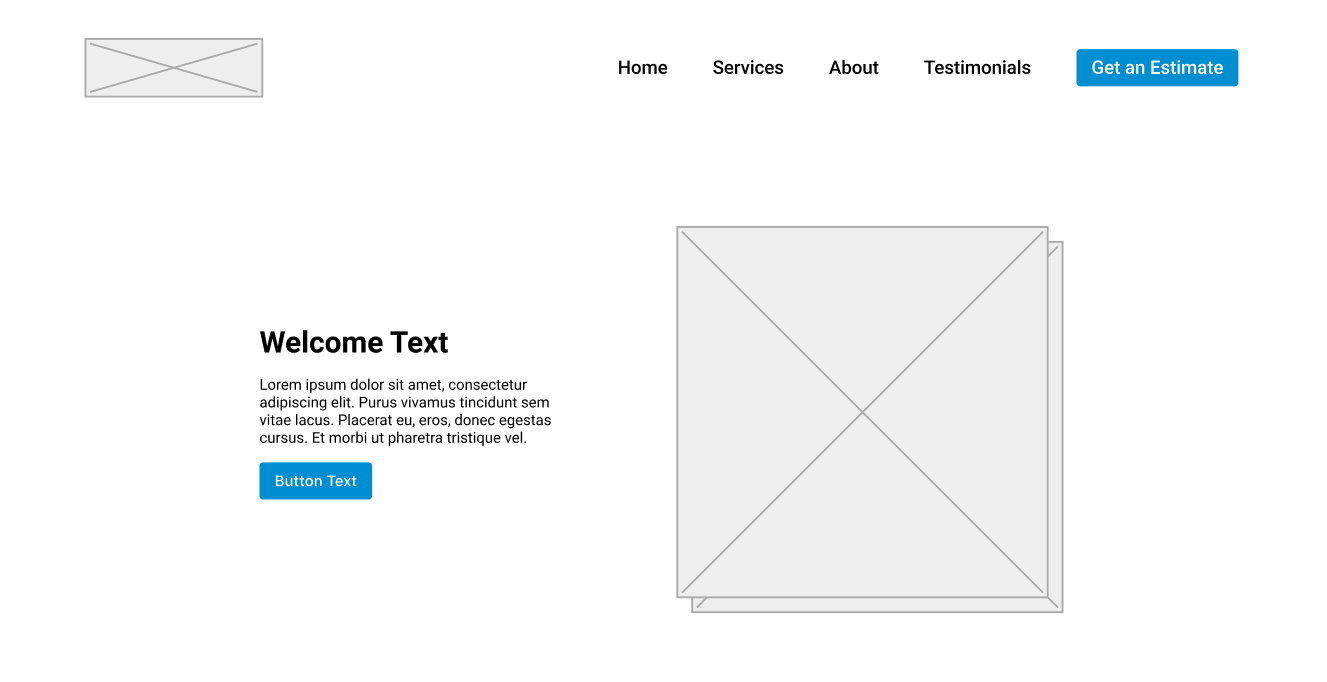 Home Services About Testimonials Get an Estimate
Welcome Text
Lorem ipsum dolor sit amet, consectetur
adipiscing elit. Purus vivamus tincidunt sem
vitae lacus. Placerat eu, eros, donec egestas
cursus. Et morbi ut pharetra tristique vel.
Button Text